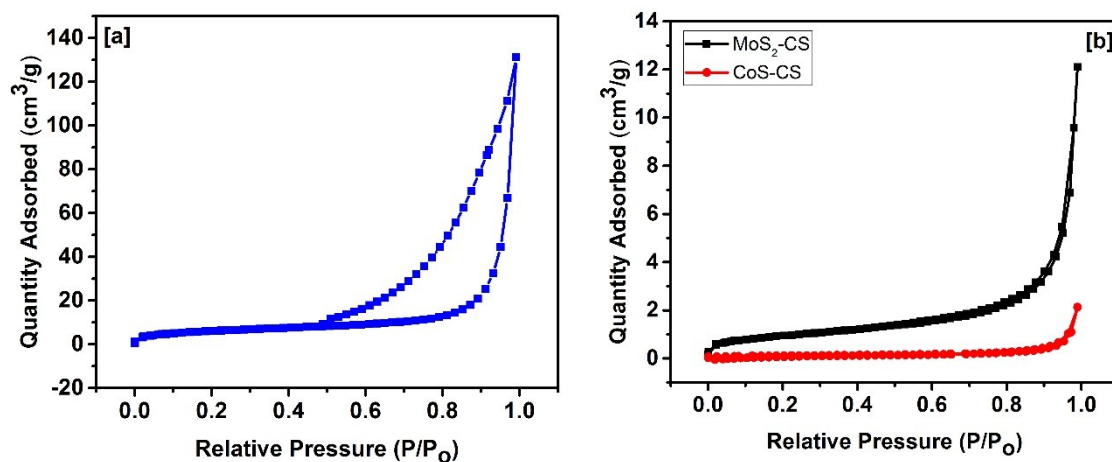 [a]
140
120
100
80
60
40
20
0
-20
Quantity Adsorbed (cm³/g)
0.0 0.2 0.4 0.6 0.8 1.0
Relative Pressure (P/Pₒ)
[b]
MoS₂-CS
CoS-CS
14
12
10
8
6
4
2
0
Quantity Adsorbed (cm³/g)
0.0 0.2 0.4 0.6 0.8 1.0
Relative Pressure (P/Pₒ)